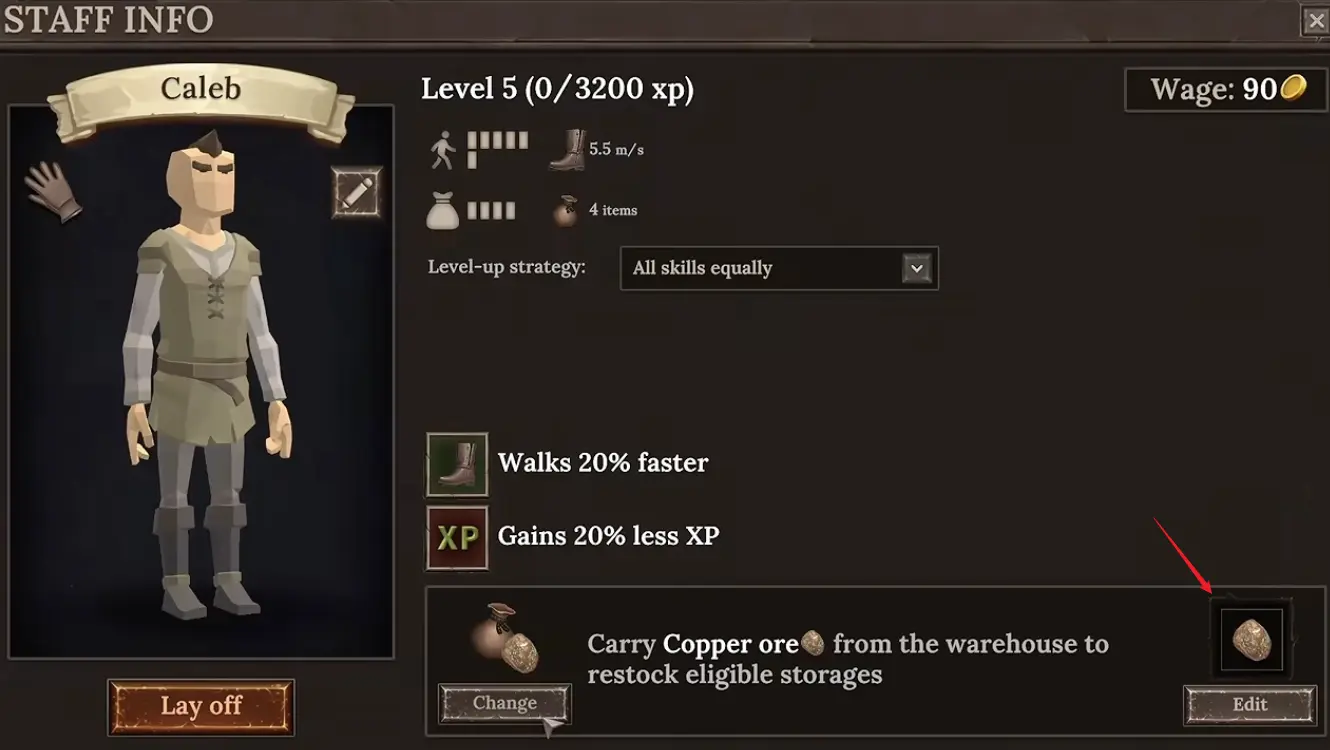 STAFF INFO
Caleb
Level 5 (0/3200 xp)
Wage: 90
5.5 m/s
4 items
Level-up strategy:
All skills equally
Walks 20% faster
XP
Gains 20% less XP
Carry Copper ore from the warehouse to
restock eligible storages
Change
Edit
Lay off